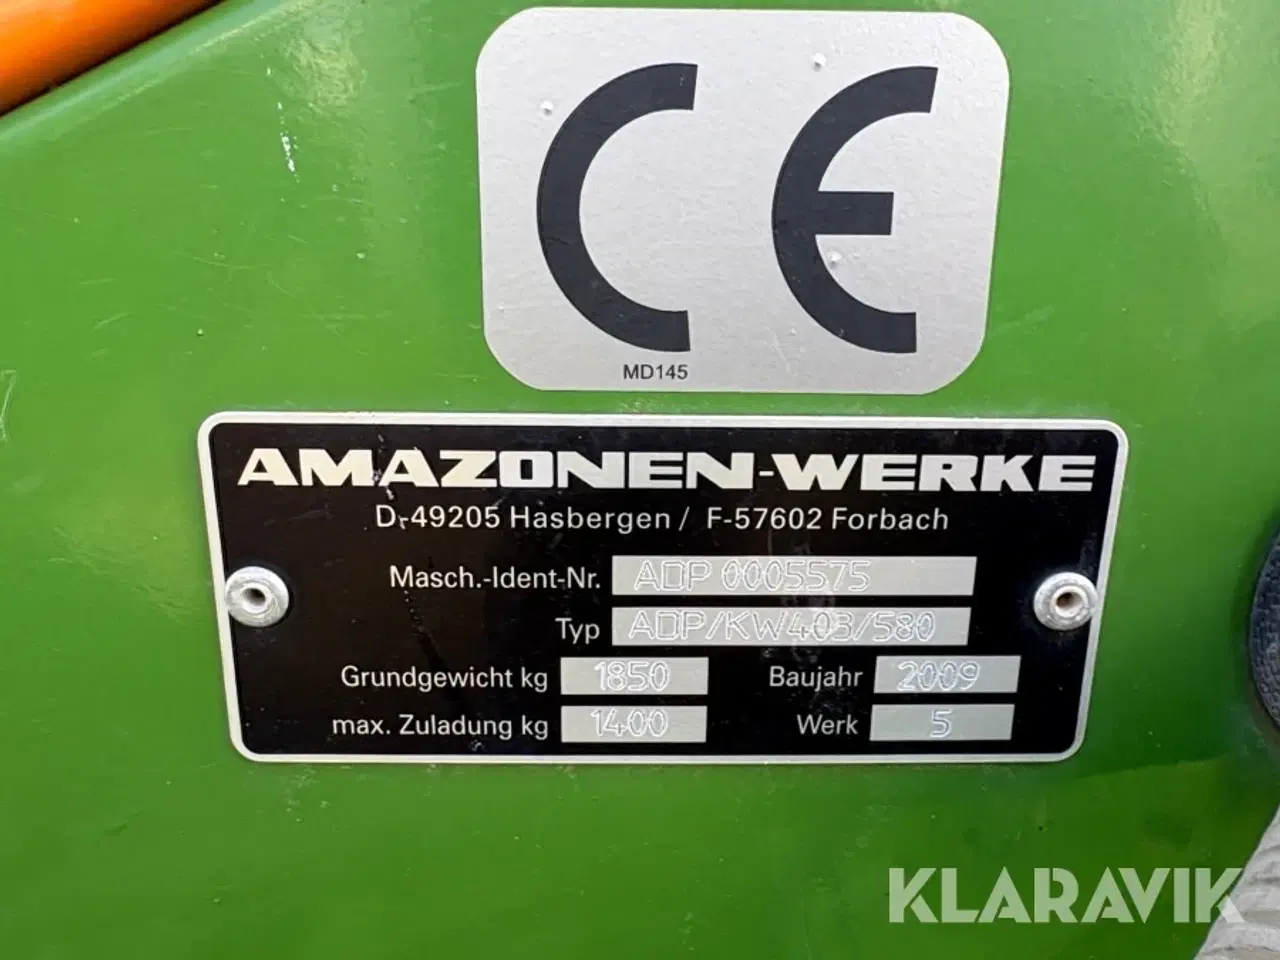 CE
MD145
AMAZONEN-WERKE
D-49205 Hasbergen / F-57602 Forbach
Masch.-Ident-Nr. ADP 0005575
Typ ADP/KW403/580
Grundgewicht kg 1850 Baujahr 2009
max. Zuladung kg 1400 Werk 5
KLARAVIK